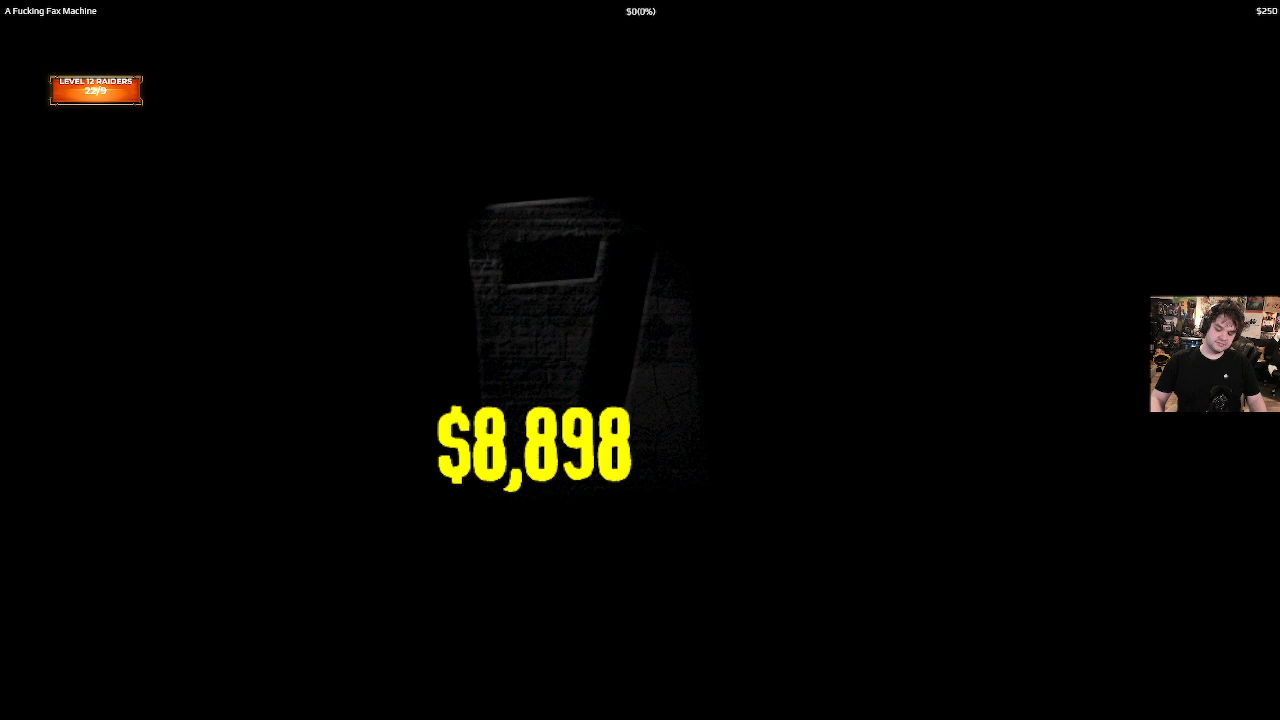 A Fucking Fax Machine
$0(0%)
$250
LEVEL 12 RAIDERS
22/9
$8,898